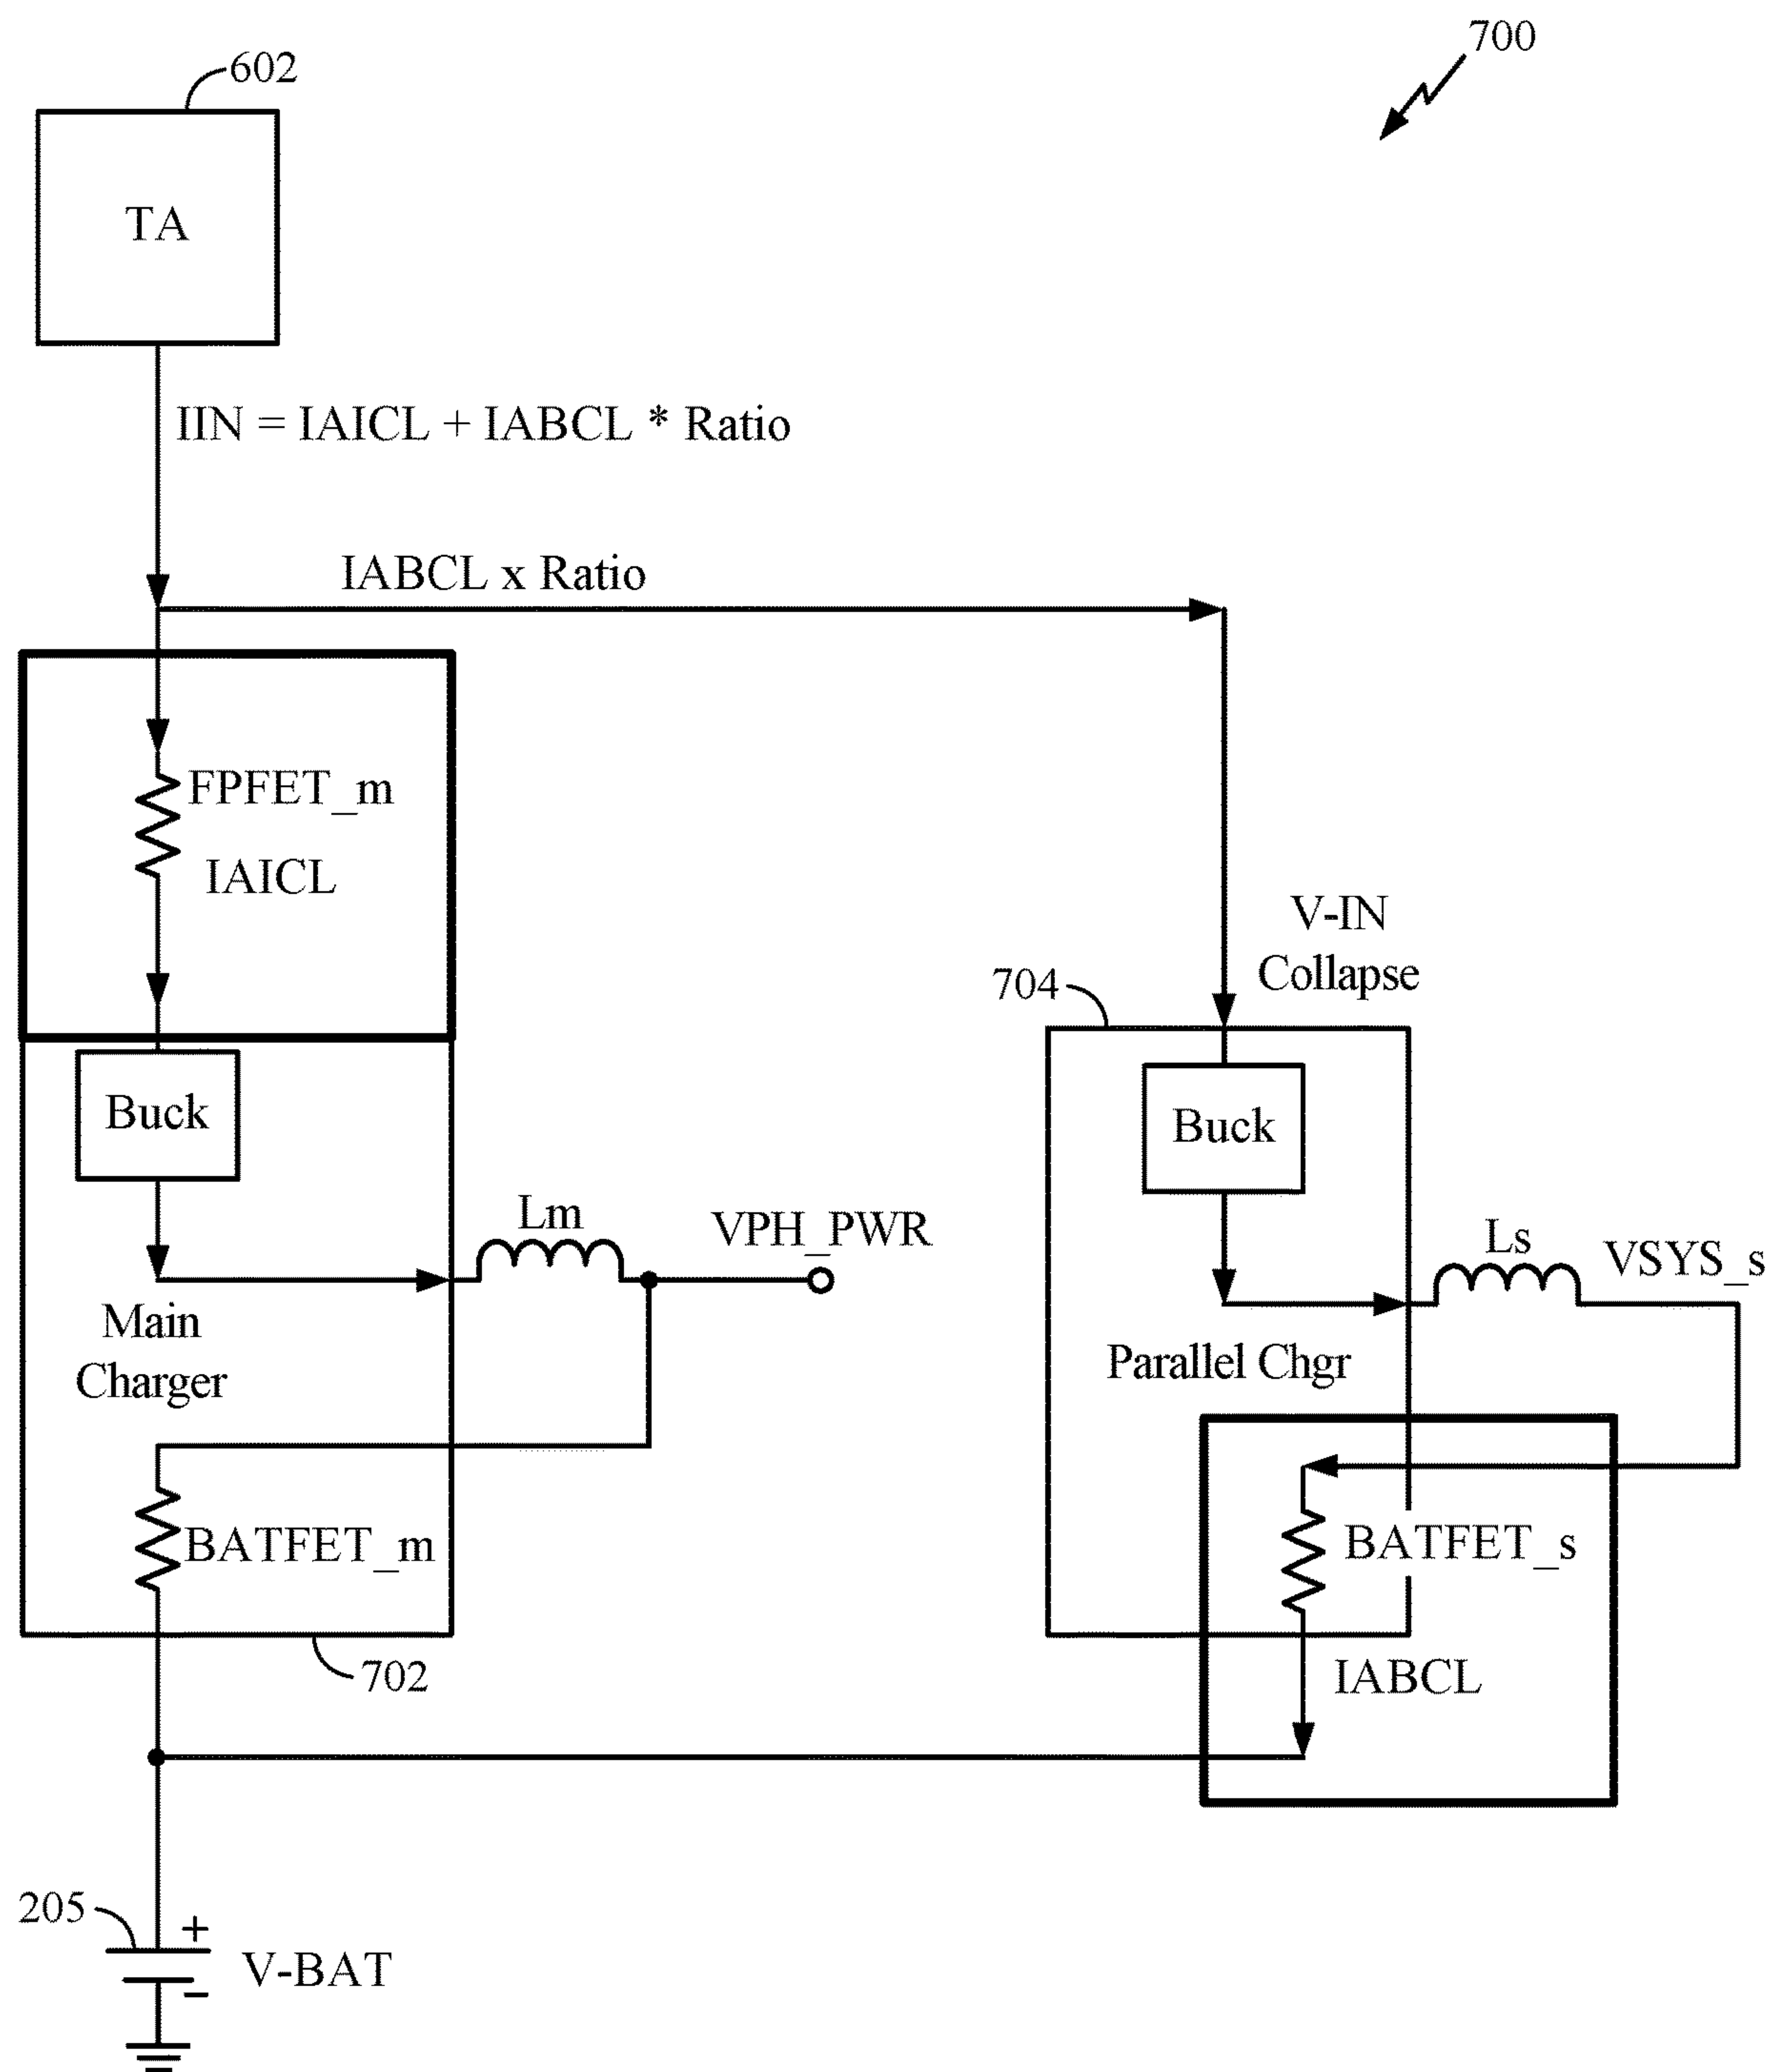 700
602
TA
IIN = IAICL + IABCL * Ratio
IABCL x Ratio
FPFET_m
IAICL
V-IN
Collapse
704
Buck
Buck
Lm
VPH_PWR
Ls
VSYS_s
Main
Charger
Parallel Chgr
BATFET_m
BATFET_s
702
IABCL
205
+
V-BAT
-